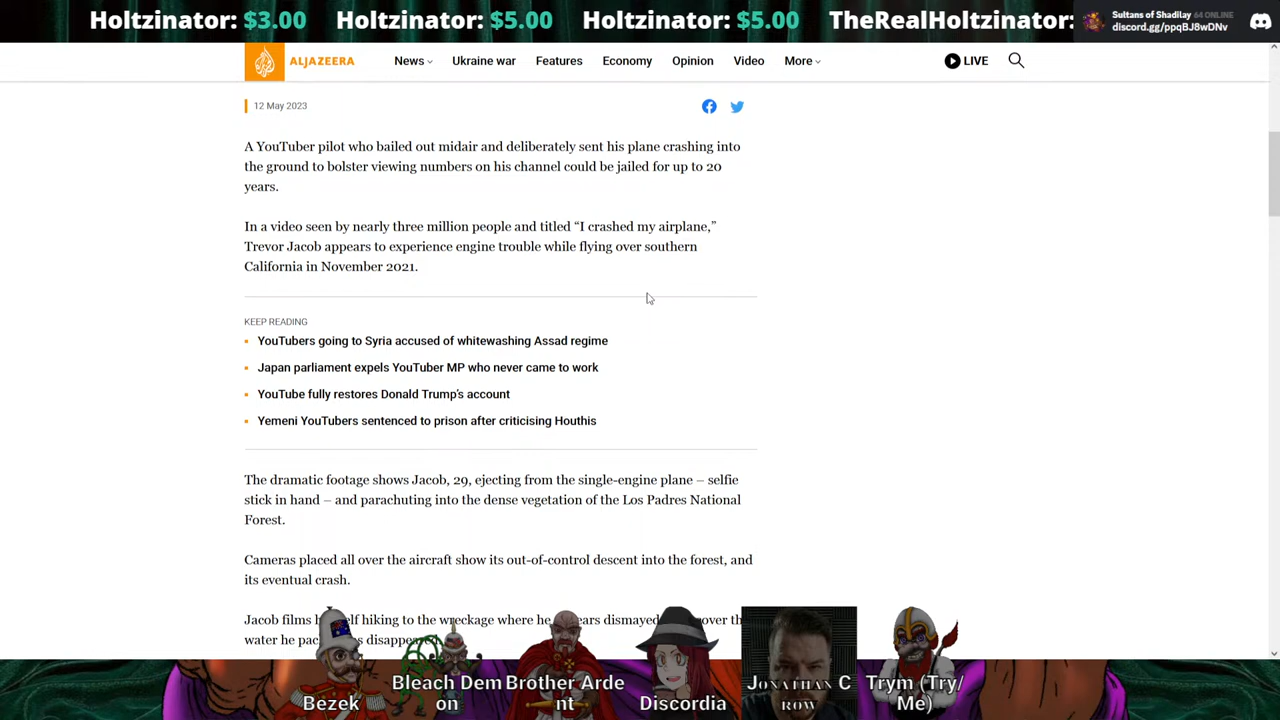 Holtzinator: $3.00 Holtzinator: $5.00 Holtzinator: $5.00 TheRealHoltzinator:
Sultans of Shadilay 64 ONLINE
discord.gg/ppqBJ8wDNv
ALJAZEERA News Ukraine war Features Economy Opinion Video More LIVE
12 May 2023
A YouTuber pilot who bailed out midair and deliberately sent his plane crashing into
the ground to bolster viewing numbers on his channel could be jailed for up to 20
years.
In a video seen by nearly three million people and titled “I crashed my airplane,”
Trevor Jacob appears to experience engine trouble while flying over southern
California in November 2021.
KEEP READING
YouTubers going to Syria accused of whitewashing Assad regime
Japan parliament expels YouTuber MP who never came to work
YouTube fully restores Donald Trump’s account
Yemeni YouTubers sentenced to prison after criticising Houthis
The dramatic footage shows Jacob, 29, ejecting from the single-engine plane – selfie
stick in hand – and parachuting into the dense vegetation of the Los Padres National
Forest.
Cameras placed all over the aircraft show its out-of-control descent into the forest, and
its eventual crash.
Jacob films hiking to the wreckage where he dismayed
water he
Bezek
Bleach Dem
on
Brother Arde
nt
Discordia
Jonathan C
row
Trym (Try/
Me)